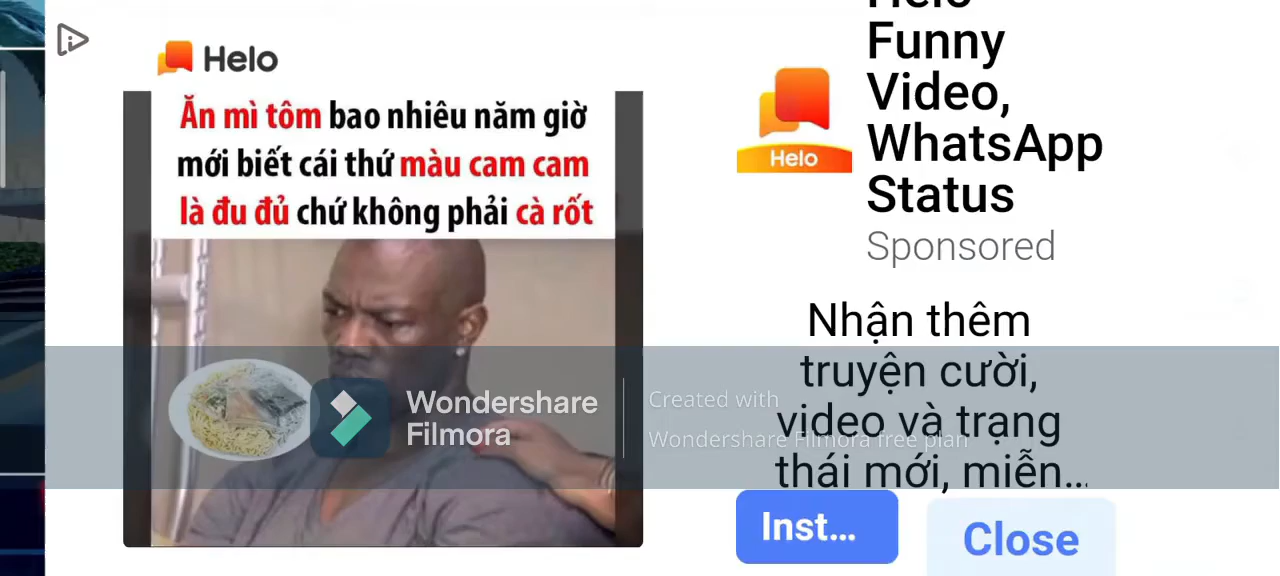 Helo
Ăn mì tôm bao nhiêu năm giờ
mới biết cái thứ màu cam cam
là đu đủ chứ không phải cà rốt
Wondershare
Filmora
Created with
Wondershare Filmora free plan
Helo
Helo
Funny
Video,
WhatsApp
Status
Sponsored
Nhận thêm
truyện cười,
video và trạng
thái mới, miễn...
Inst...
Close